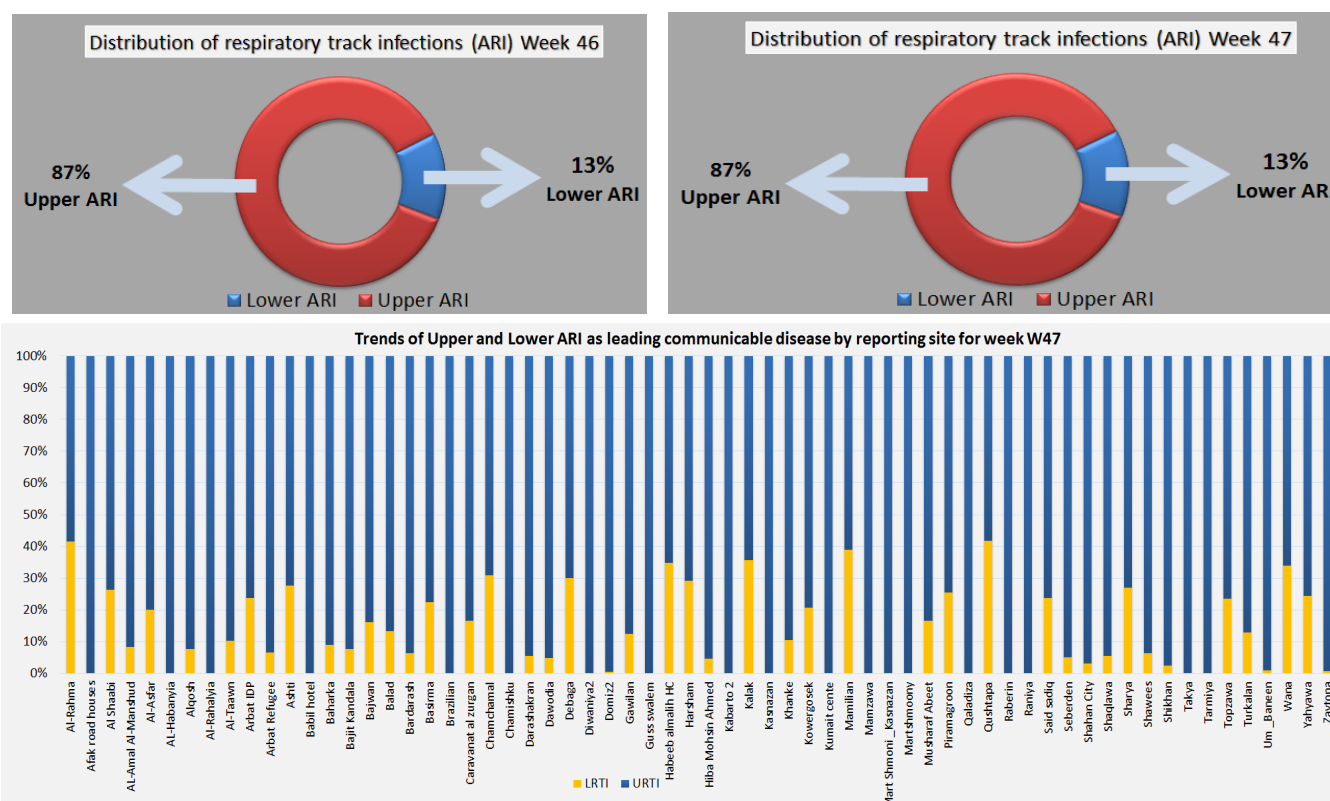 Distribution of respiratory track infections (ARI) Week 46
87%
Upper ARI
13%
Lower ARI
Lower ARI
Upper ARI
Distribution of respiratory track infections (ARI) Week 47
87%
Upper ARI
13%
Lower AR
Lower ARI
Upper ARI
Trends of Upper and Lower ARI as leading communicable disease by reporting site for week W47
100%
90%
80%
70%
60%
50%
40%
30%
20%
10%
0%
Al-Rahma
Afak road houses
Al Shaabi
AL-Amal Al-Manshud
Al-Asfar
AL-Habanyia
Alqosh
Al-Rahalyia
Al-Taawn
Arbat IDP
Arbat Refugee
Ashti
Babil hotel
Baharka
Bajit Kandala
Bajwan
Balad
Bardarash
Basirma
Brazilian
Caravanat al zurgan
Chamchamal
Chamishku
Darashakran
Dawodia
Debaga
Diwaniya2
Domiz2
Gawilan
Guss swalem
Habeeb almailh HC
Harsham
Hiba Mohsin Ahmed
Kabarto 2
Kalak
Kasnazan
Khanke
Kowergosek
Kumait cente
Mamilian
Mamzawa
Mart Shmoni _Kasnazan
Martshmoony
Musharaf Abeet
Piramagroon
Qaladiza
Qushtapa
Raberin
Raniya
Said sadiq
Seberden
Shahan City
Shaqlawa
Sharya
Shawees
Shikhan
Takya
Tarmiya
Topzawa
Turkalan
Um_Baneen
Wana
Yahyawa
Zaytona
LRTI
URTI